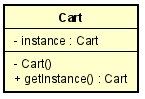 Cart
- instance : Cart
- Cart()
+ getInstance() : Cart